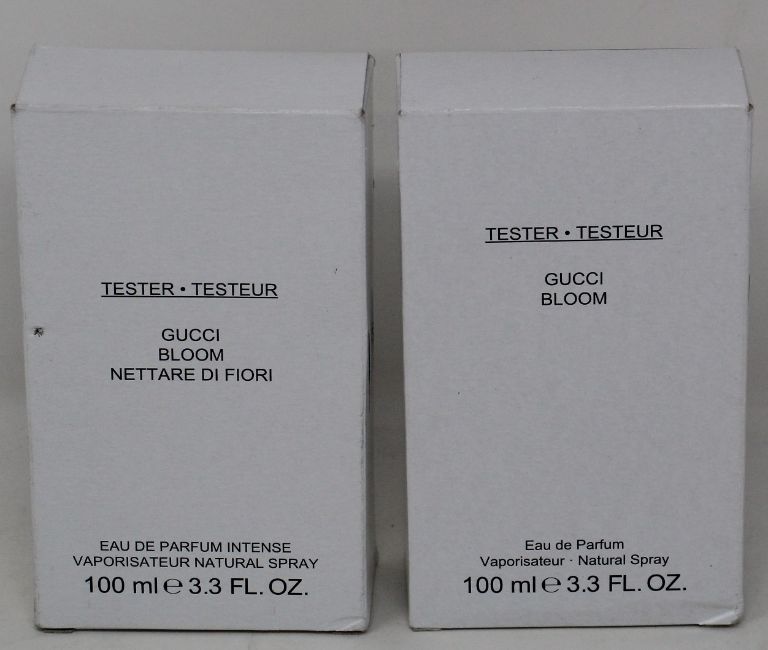 TESTER • TESTEUR
GUCCI
BLOOM
NETTARE DI FIORI
EAU DE PARFUM INTENSE
VAPORISATEUR NATURAL SPRAY
100 ml ℮ 3.3 FL. OZ.
TESTER • TESTEUR
GUCCI
BLOOM
Eau de Parfum
Vaporisateur · Natural Spray
100 ml ℮ 3.3 FL. OZ.